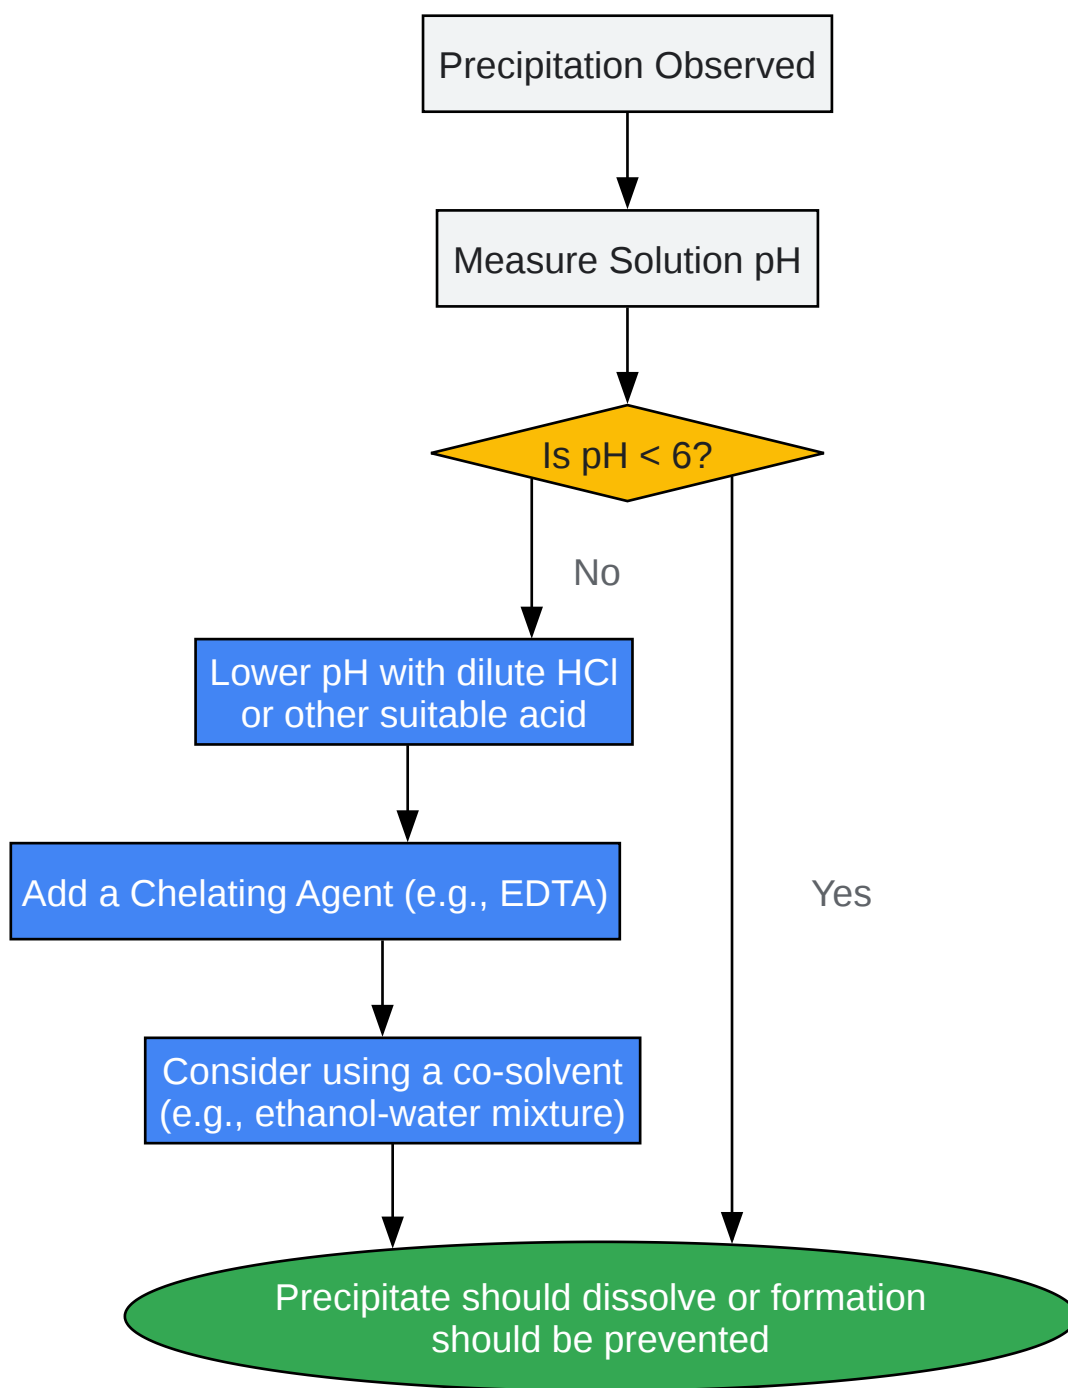 Precipitation Observed
Measure Solution pH
Is pH < 6?
No
Lower pH with dilute HCl
or other suitable acid
Add a Chelating Agent (e.g., EDTA)
Yes
Consider using a co-solvent
(e.g., ethanol-water mixture)
Precipitate should dissolve or formation
should be prevented